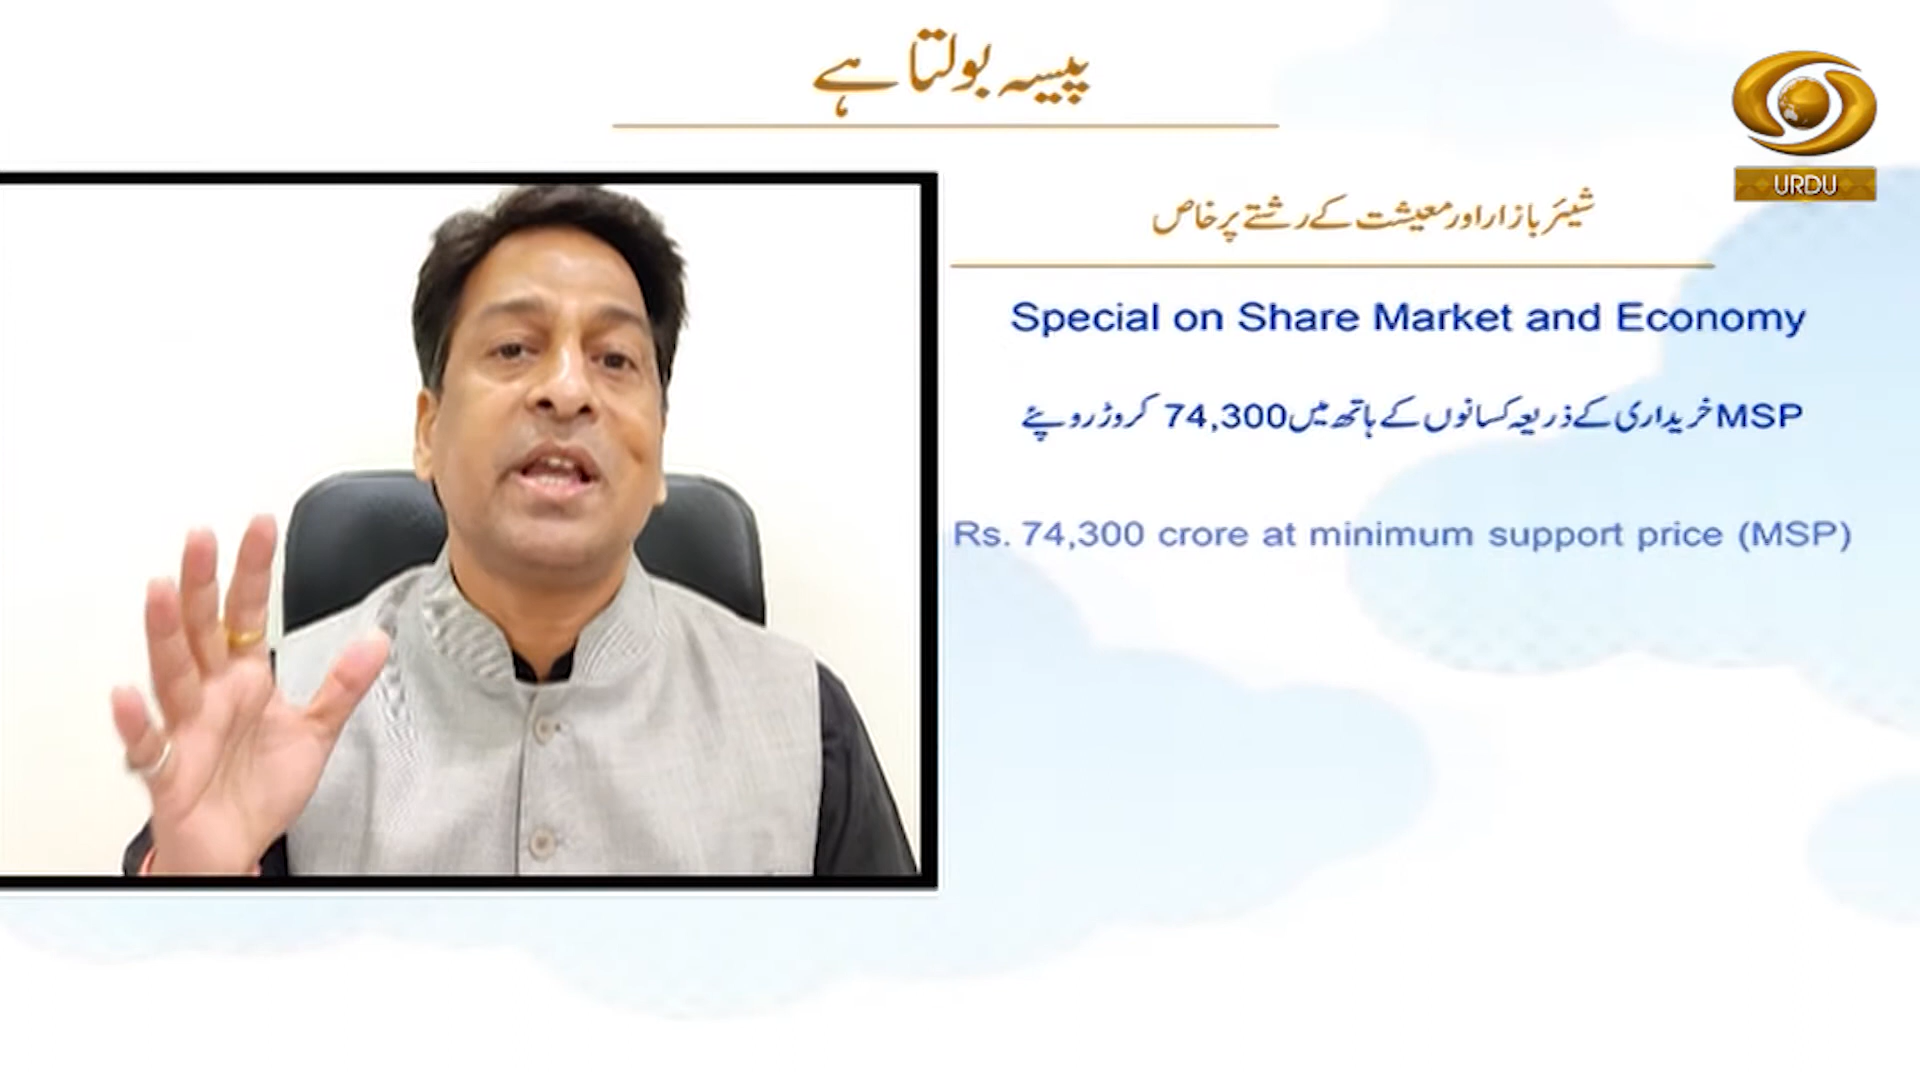 پیسہ بولتا ہے
URDU
شیئر بازار اور معیشت کے رشتے پر خاص
Special on Share Market and Economy
MSP خریداری کے ذریعہ کسانوں کے ہاتھ میں 74,300 کروڑ روپئے
Rs. 74,300 crore at minimum support price (MSP)